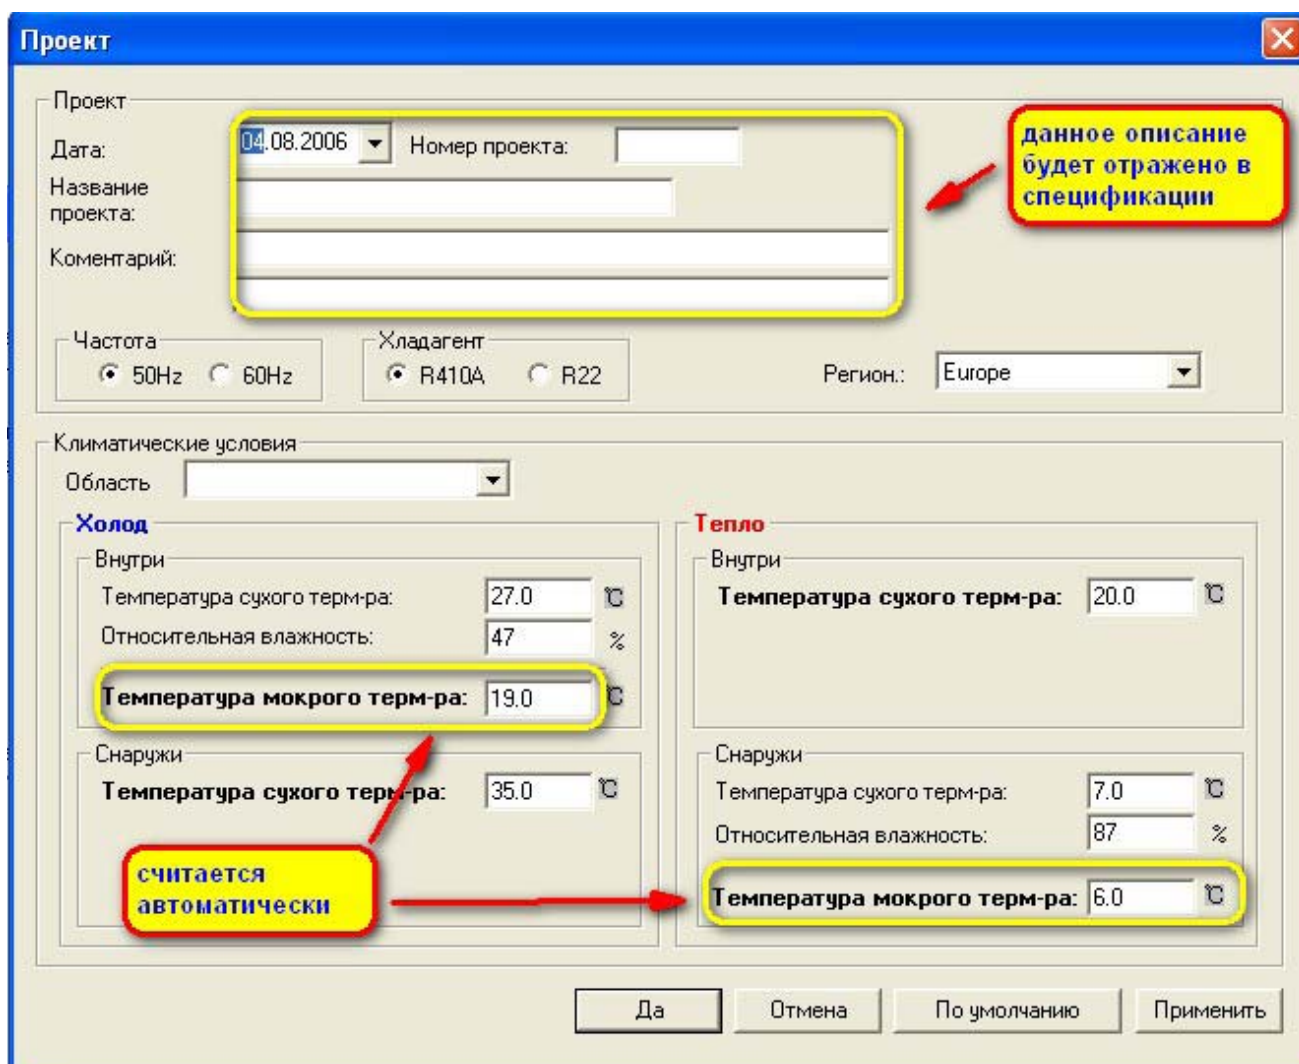 Проект
Проект
Дата: 04.08.2006 Номер проекта:
данное описание
будет отражено в
спецификации
Название
проекта:
Коментарий:
Частота
50Hz 60Hz
Хладагент
R410A R22
Регион.: Europe
Климатические условия
Область
Холод
Внутри
Температура сухого терм-ра: 27.0 °C
Относительная влажность: 47 %
Температура мокрого терм-ра: 19.0 °C
Снаружи
Температура сухого терм-ра: 35.0 °C
считается
автоматически
Тепло
Внутри
Температура сухого терм-ра: 20.0 °C
Снаружи
Температура сухого терм-ра: 7.0 °C
Относительная влажность: 87 %
Температура мокрого терм-ра: 6.0 °C
Да Отмена По умолчанию Применить